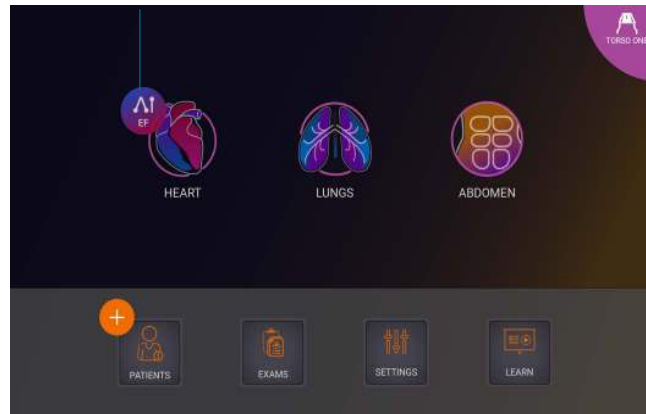 TORSO ONE
AI
EF
HEART
LUNGS
ABDOMEN
PATIENTS
EXAMS
SETTINGS
LEARN